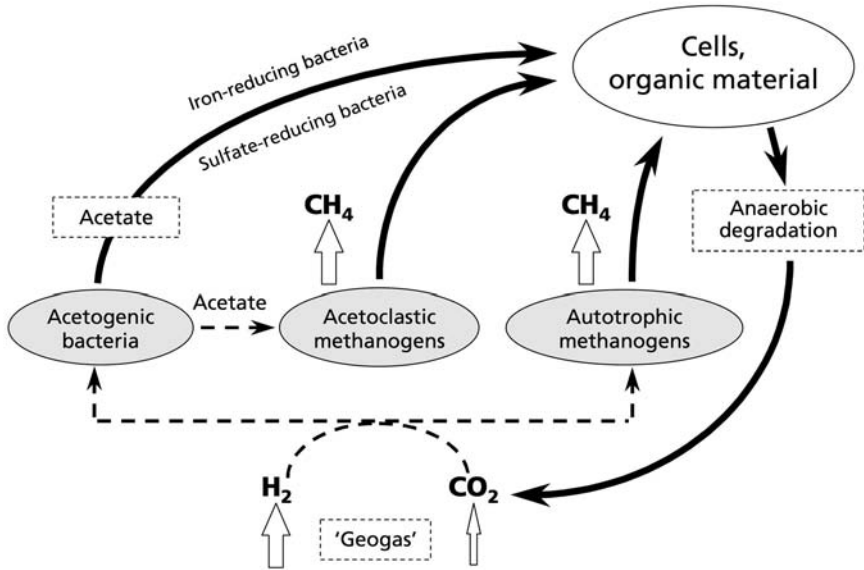 Cells,
organic material
Iron-reducing bacteria
Sulfate-reducing bacteria
Acetate
CH₄
CH₄
Anaerobic
degradation
Acetogenic
bacteria
Acetate
Acetoclastic
methanogens
Autotrophic
methanogens
H₂
CO₂
'Geogas'